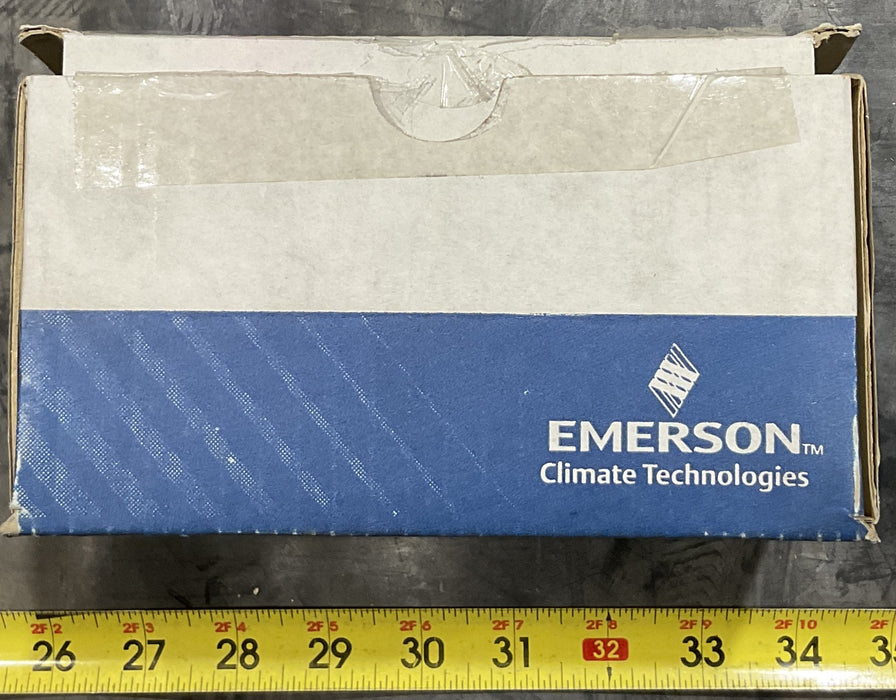 EMERSON™
Climate Technologies
2F 2 2F 3 2F 4 2F 5 2F 6 2F 7 2F 8 2F 9 2F 10 2F
26 27 28 29 30 31 32 33 34